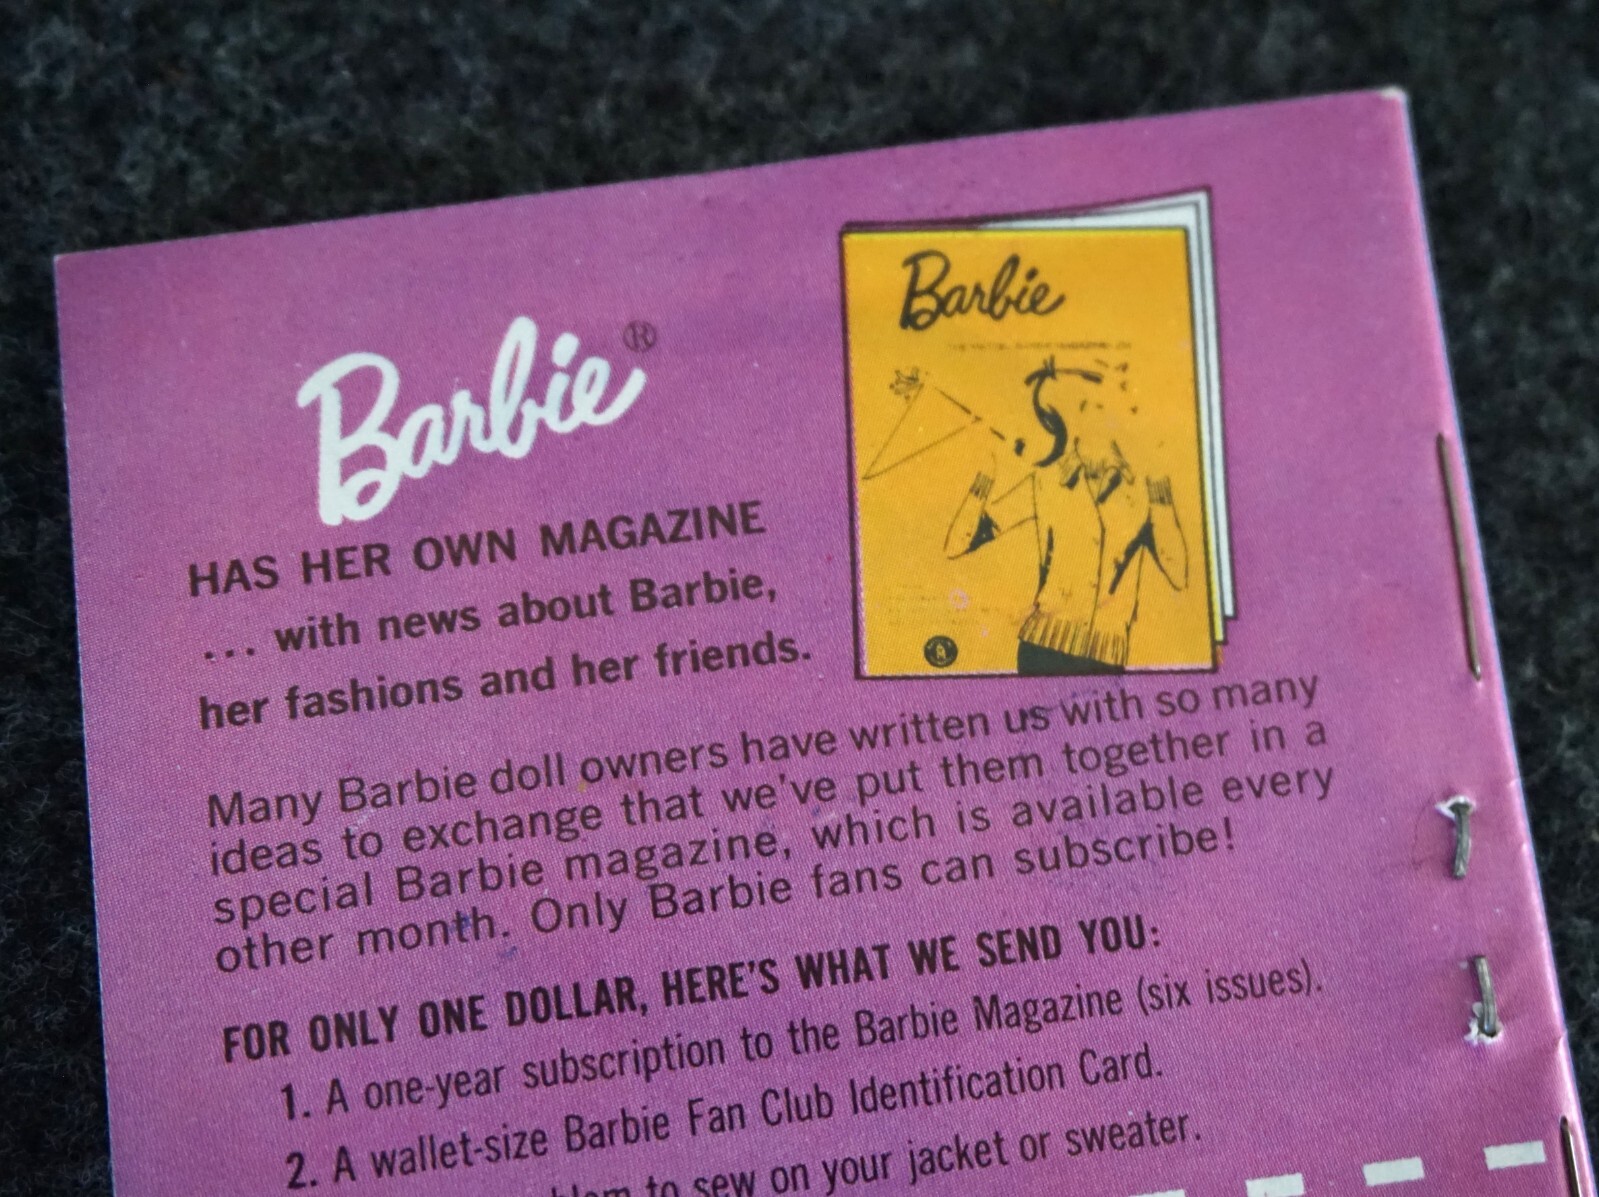 Barbie®
HAS HER OWN MAGAZINE
... with news about Barbie,
her fashions and her friends.
Barbie
Many Barbie doll owners have written us with so many
ideas to exchange that we've put them together in a
special Barbie magazine, which is available every
other month. Only Barbie fans can subscribe!
FOR ONLY ONE DOLLAR, HERE'S WHAT WE SEND YOU:
1. A one-year subscription to the Barbie Magazine (six issues).
2. A wallet-size Barbie Fan Club Identification Card.
to sew on your jacket or sweater.